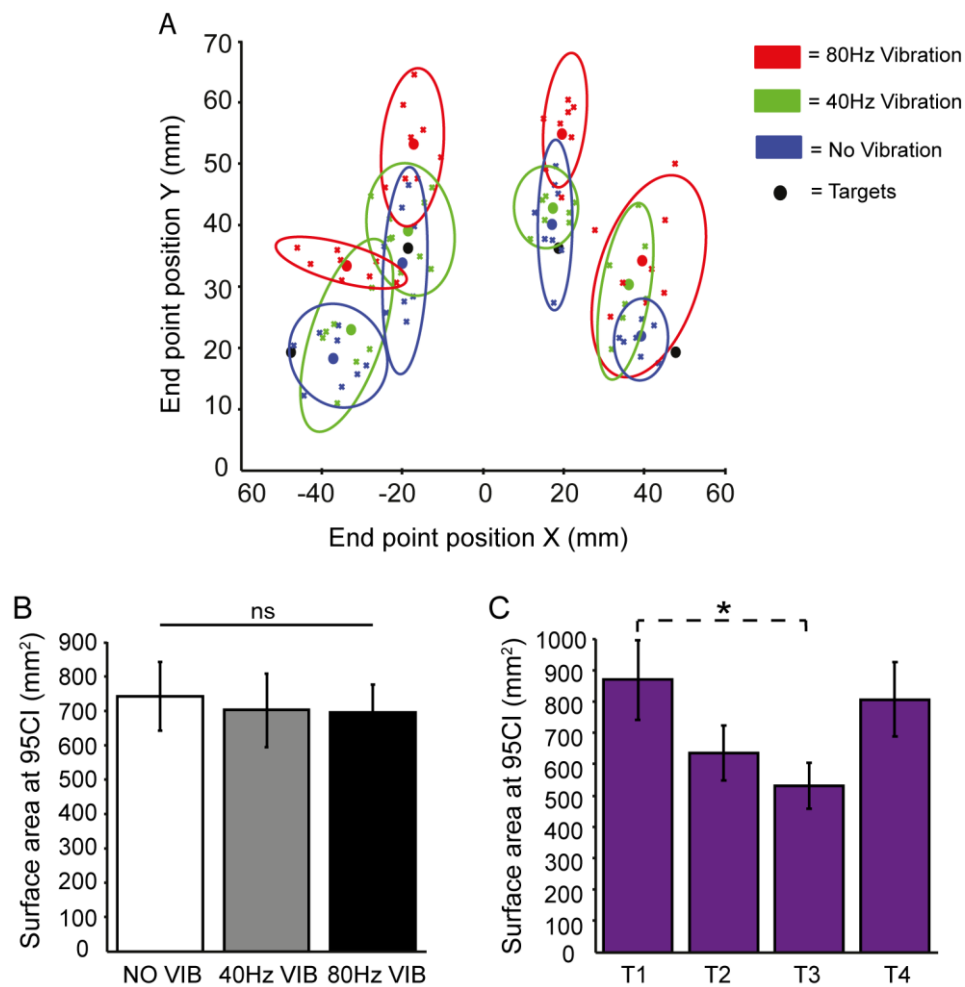 A
70
60
50
40
30
20
10
0
End point position Y (mm)
60 -40 -20 0 20 40 60
End point position X (mm)
= 80Hz Vibration
= 40Hz Vibration
= No Vibration
= Targets
B
ns
900
800
700
600
500
400
300
200
100
0
Surface area at 95CI (mm²)
NO VIB 40Hz VIB 80Hz VIB
C
*
1000
900
800
700
600
500
400
300
200
100
0
Surface area at 95CI (mm²)
T1 T2 T3 T4